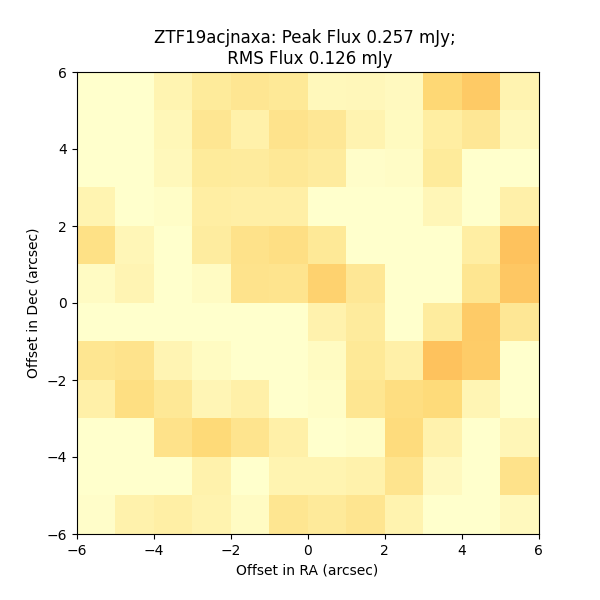 ZTF19acjnaxa: Peak Flux 0.257 mJy;
RMS Flux 0.126 mJy
6
4
2
0
−2
−4
−6
Offset in Dec (arcsec)
−6 −4 −2 0 2 4 6
Offset in RA (arcsec)